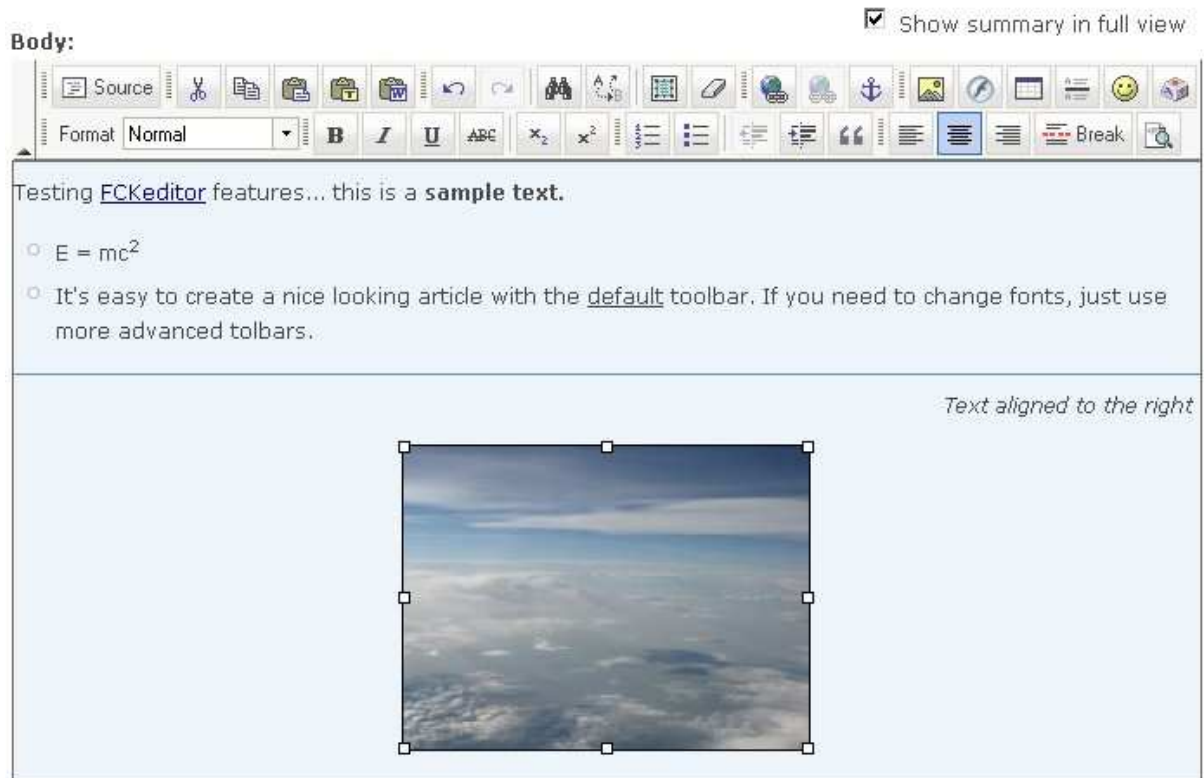 Show summary in full view
Body:
Source
Format Normal B I U ABC x₂ x² Break
Testing FCKeditor features... this is a sample text.
E = mc²
It's easy to create a nice looking article with the default toolbar. If you need to change fonts, just use
more advanced tolbars.
Text aligned to the right